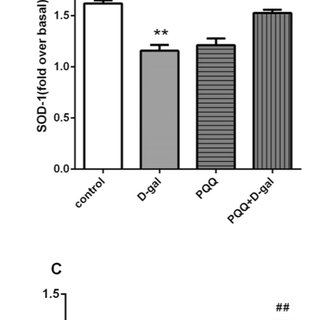 SOD-1(fold over basal)
1.5
**
1.0
0.5
0.0
control
D-gal
PQQ
PQQ+D-gal
C
1.5
##